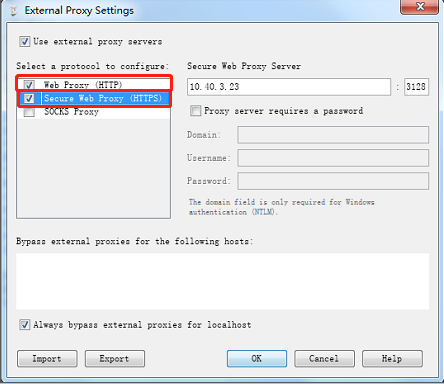 External Proxy Settings
Use external proxy servers
Select a protocol to configure:
Web Proxy (HTTP)
Secure Web Proxy (HTTPS)
SOCKS Proxy
Secure Web Proxy Server
10.40.3.23 : 3128
Proxy server requires a password
Domain:
Username:
Password:
The domain field is only required for Windows
authentication (NTLM).
Bypass external proxies for the following hosts:
Always bypass external proxies for localhost
Import Export OK Cancel Help